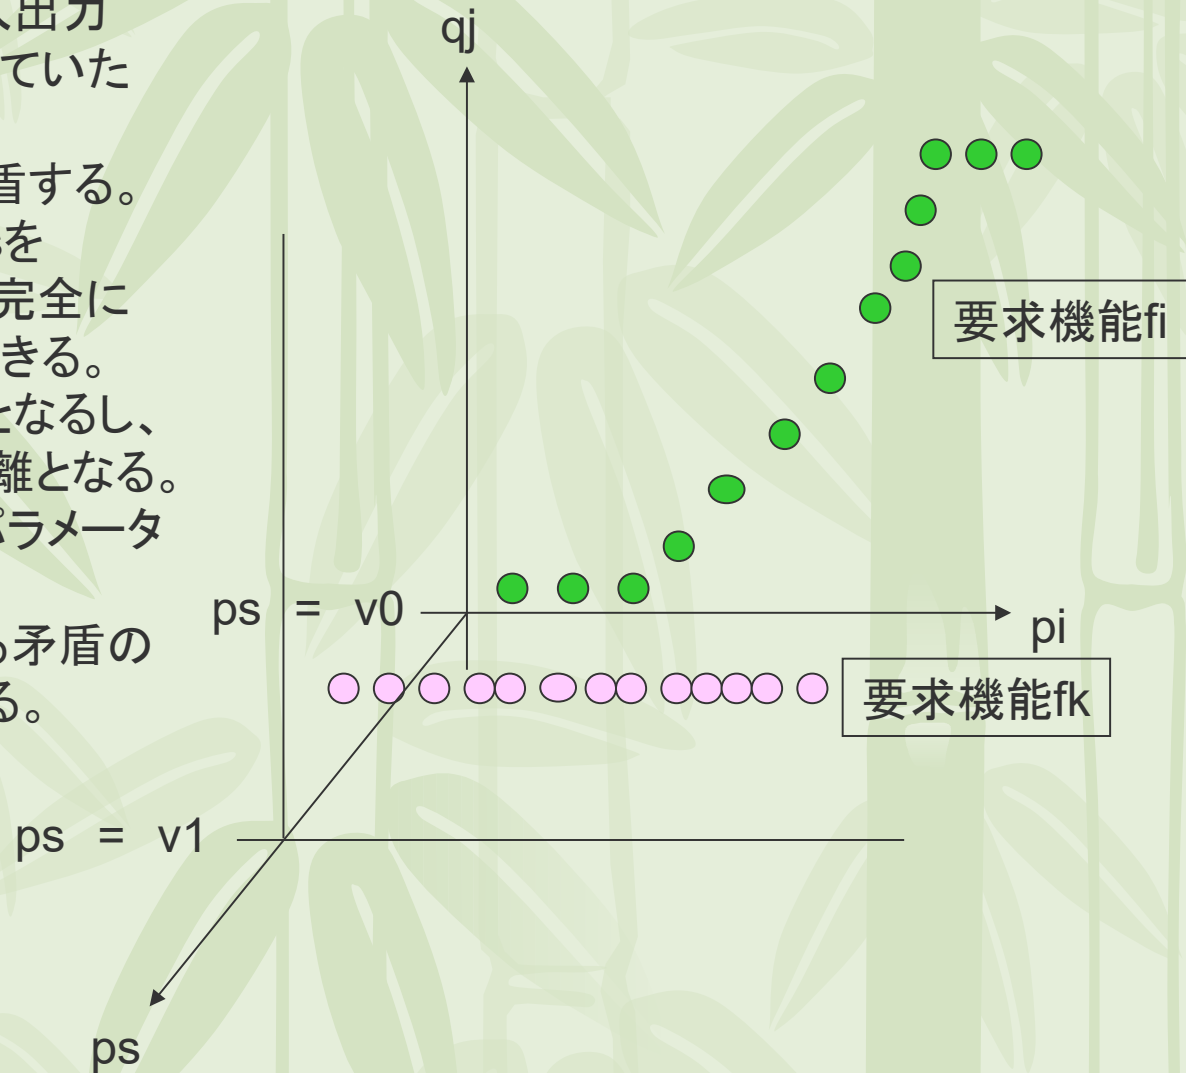 入出力
ていた
盾する。
sを
完全に
きる。
となるし、
離となる。
パラメータ
る矛盾の
る。
qj
要求機能fi
ps = v0
pi
要求機能fk
ps = v1
ps